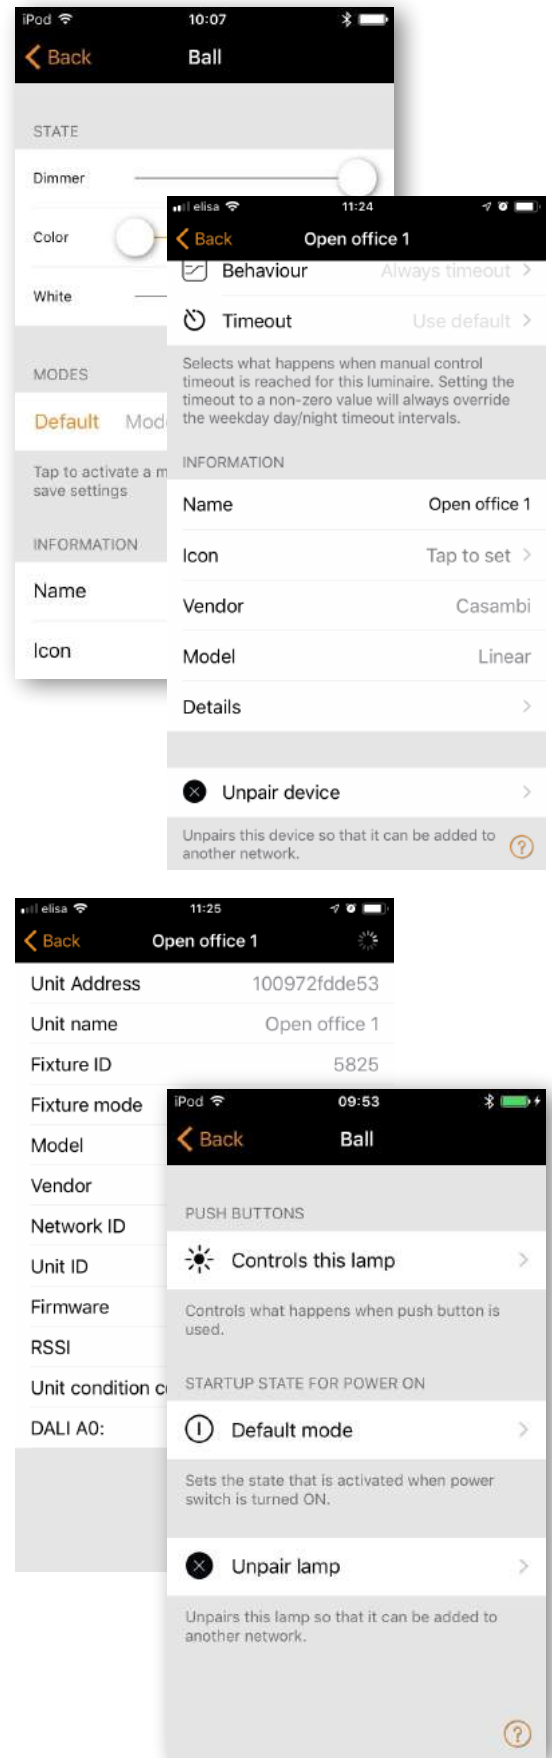 iPod 10:07
Back Ball
STATE
Dimmer
Color
White
MODES
Default Mod
Tap to activate a m
save settings
INFORMATION
Name
Icon
elisa 11:24
Back Open office 1
Behaviour Always timeout
Timeout Use default
Selects what happens when manual control
timeout is reached for this luminaire. Setting the
timeout to a non-zero value will always override
the weekday day/night timeout intervals.
INFORMATION
Name Open office 1
Icon Tap to set
Vendor Casambi
Model Linear
Details
Unpair device
Unpairs this device so that it can be added to
another network.
?
elisa 11:25
Back Open office 1
Unit Address 100972fdde53
Unit name Open office 1
Fixture ID 5825
Fixture mode
Model
Vendor
Network ID
Unit ID
Firmware
RSSI
Unit condition c
DALI A0:
iPod 09:53
Back Ball
PUSH BUTTONS
Controls this lamp
Controls what happens when push button is
used.
STARTUP STATE FOR POWER ON
Default mode
Sets the state that is activated when power
switch is turned ON.
Unpair lamp
Unpairs this lamp so that it can be added to
another network.
?